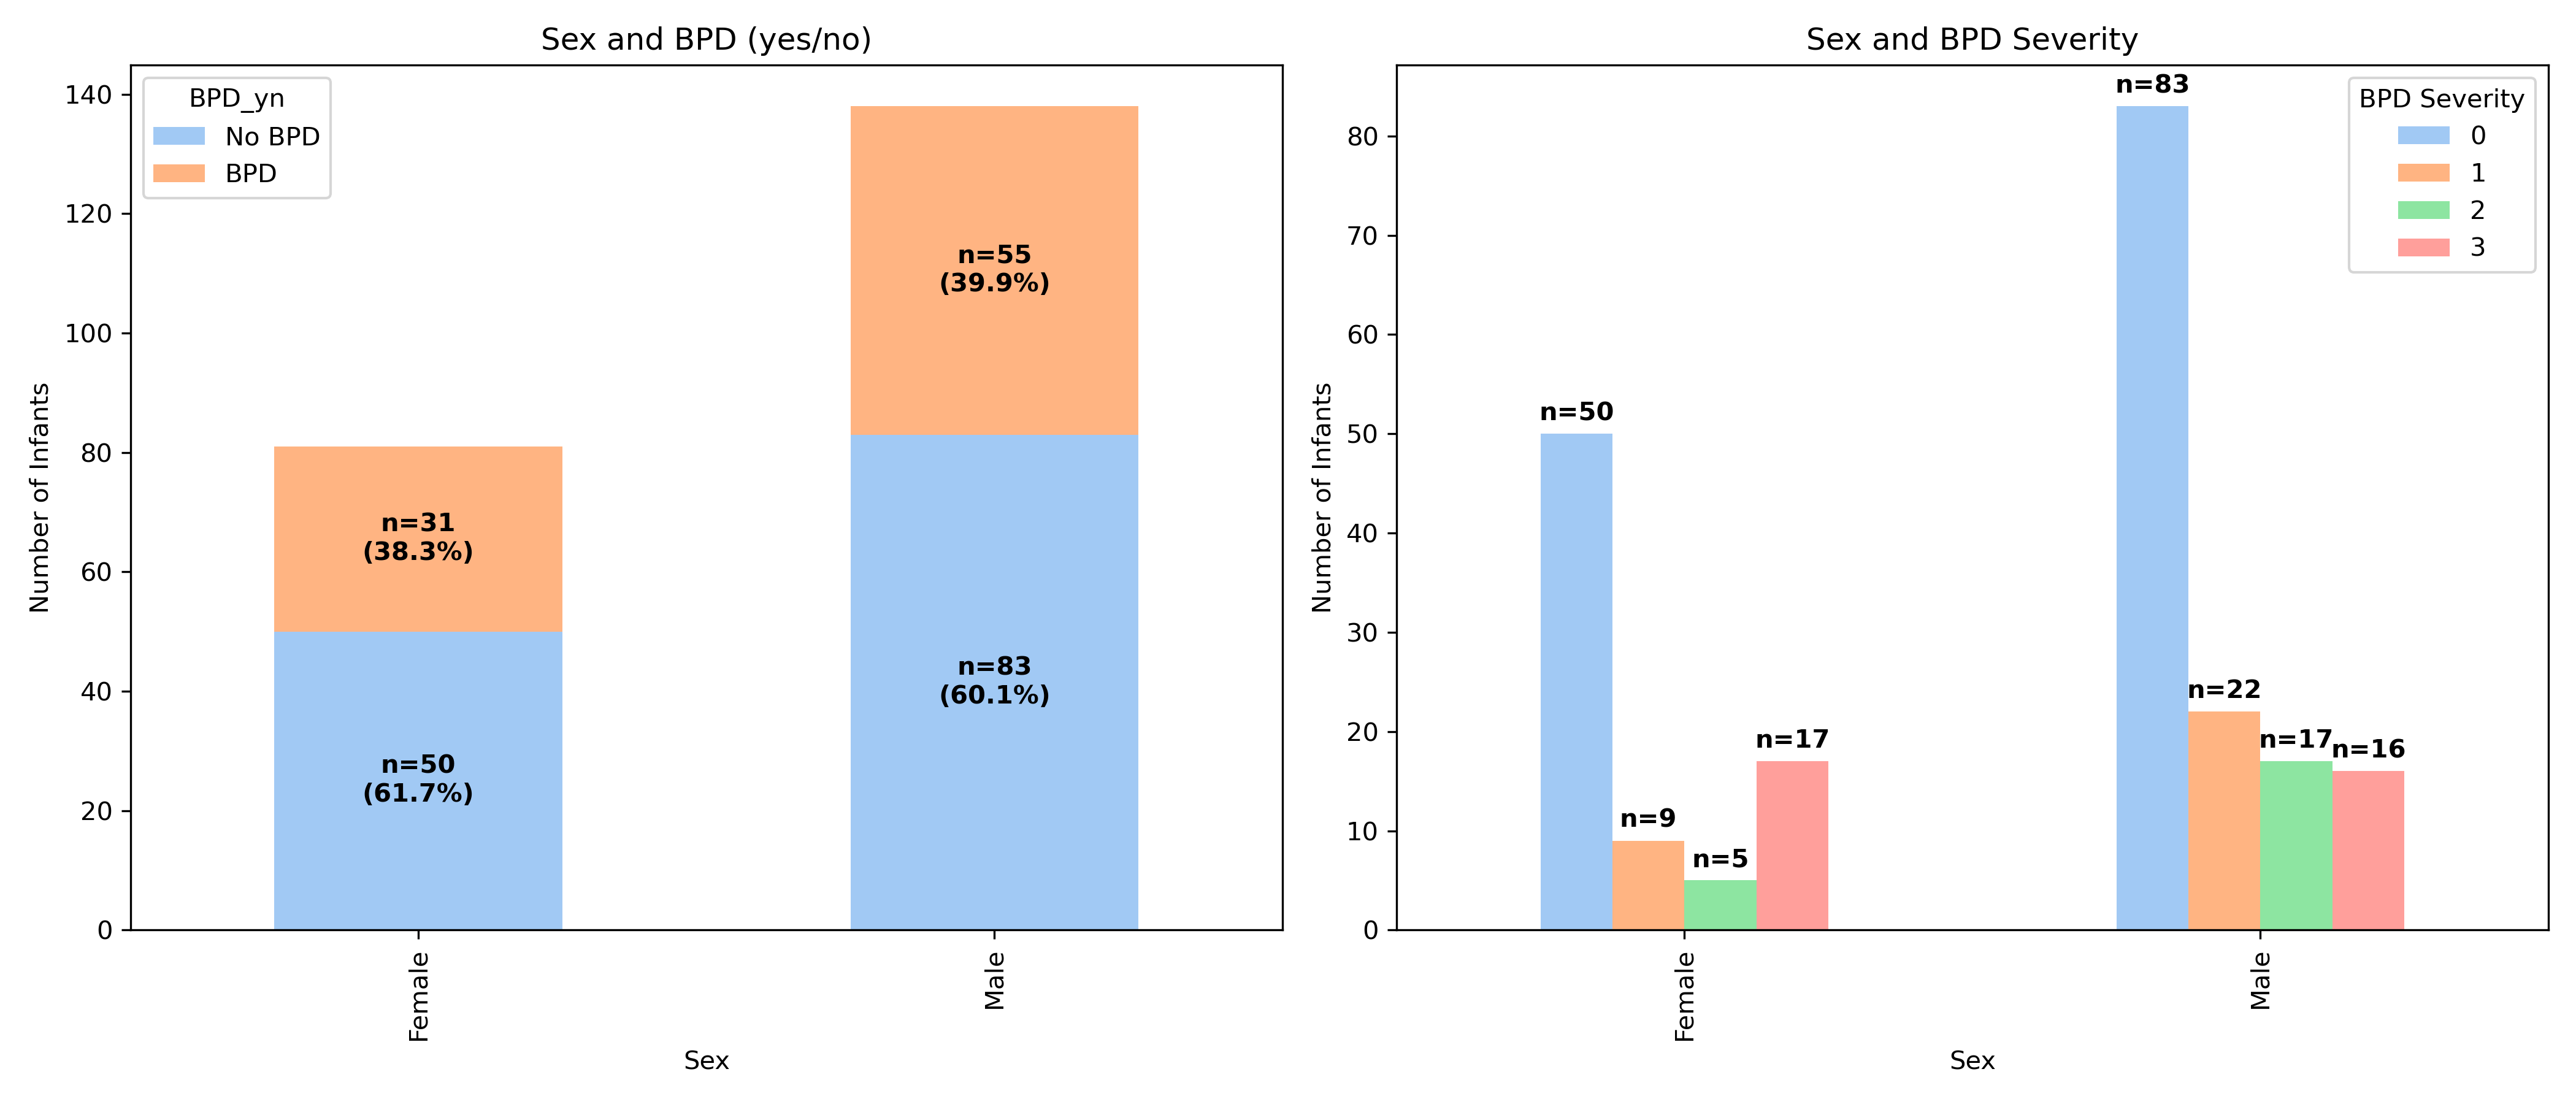 Sex and BPD (yes/no)
BPD_yn
No BPD
BPD
Number of Infants
140
120
100
80
60
40
20
0
n=31
(38.3%)
n=50
(61.7%)
n=55
(39.9%)
n=83
(60.1%)
Female
Male
Sex
Sex and BPD Severity
BPD Severity
0
1
2
3
Number of Infants
80
70
60
50
40
30
20
10
0
n=50
n=9
n=5
n=17
n=83
n=22
n=17
n=16
Female
Male
Sex